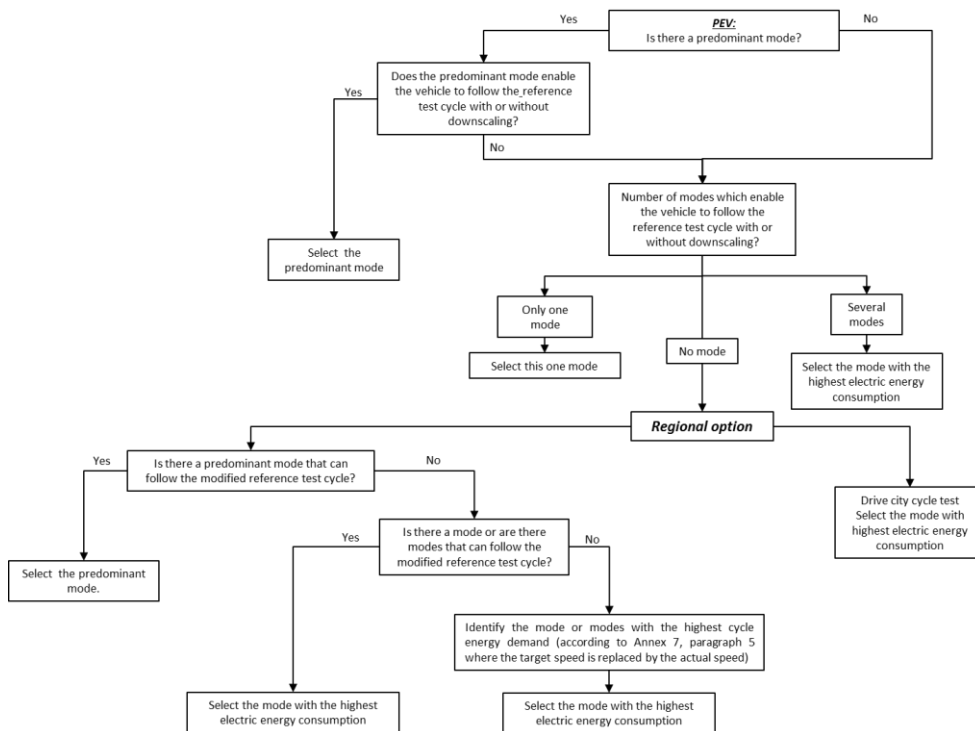 Yes
PEV:
Is there a predominant mode?
No
Does the predominant mode enable
the vehicle to follow the reference
test cycle with or without
downscaling?
Yes
No
Number of modes which enable
the vehicle to follow the
reference test cycle with or
without downscaling?
Select the
predominant mode
Only one
mode
Several
modes
No mode
Select this one mode
Select the mode with the
highest electric energy
consumption
Regional option
Yes
Is there a predominant mode that can
follow the modified reference test cycle?
No
Drive city cycle test
Select the mode with
highest electric energy
consumption
Yes
Is there a mode or are there
modes that can follow the
modified reference test cycle?
No
Select the predominant
mode.
Identify the mode or modes with the highest cycle
energy demand (according to Annex 7, paragraph 5
where the target speed is replaced by the actual speed)
Select the mode with the highest
electric energy consumption
Select the mode with the highest
electric energy consumption